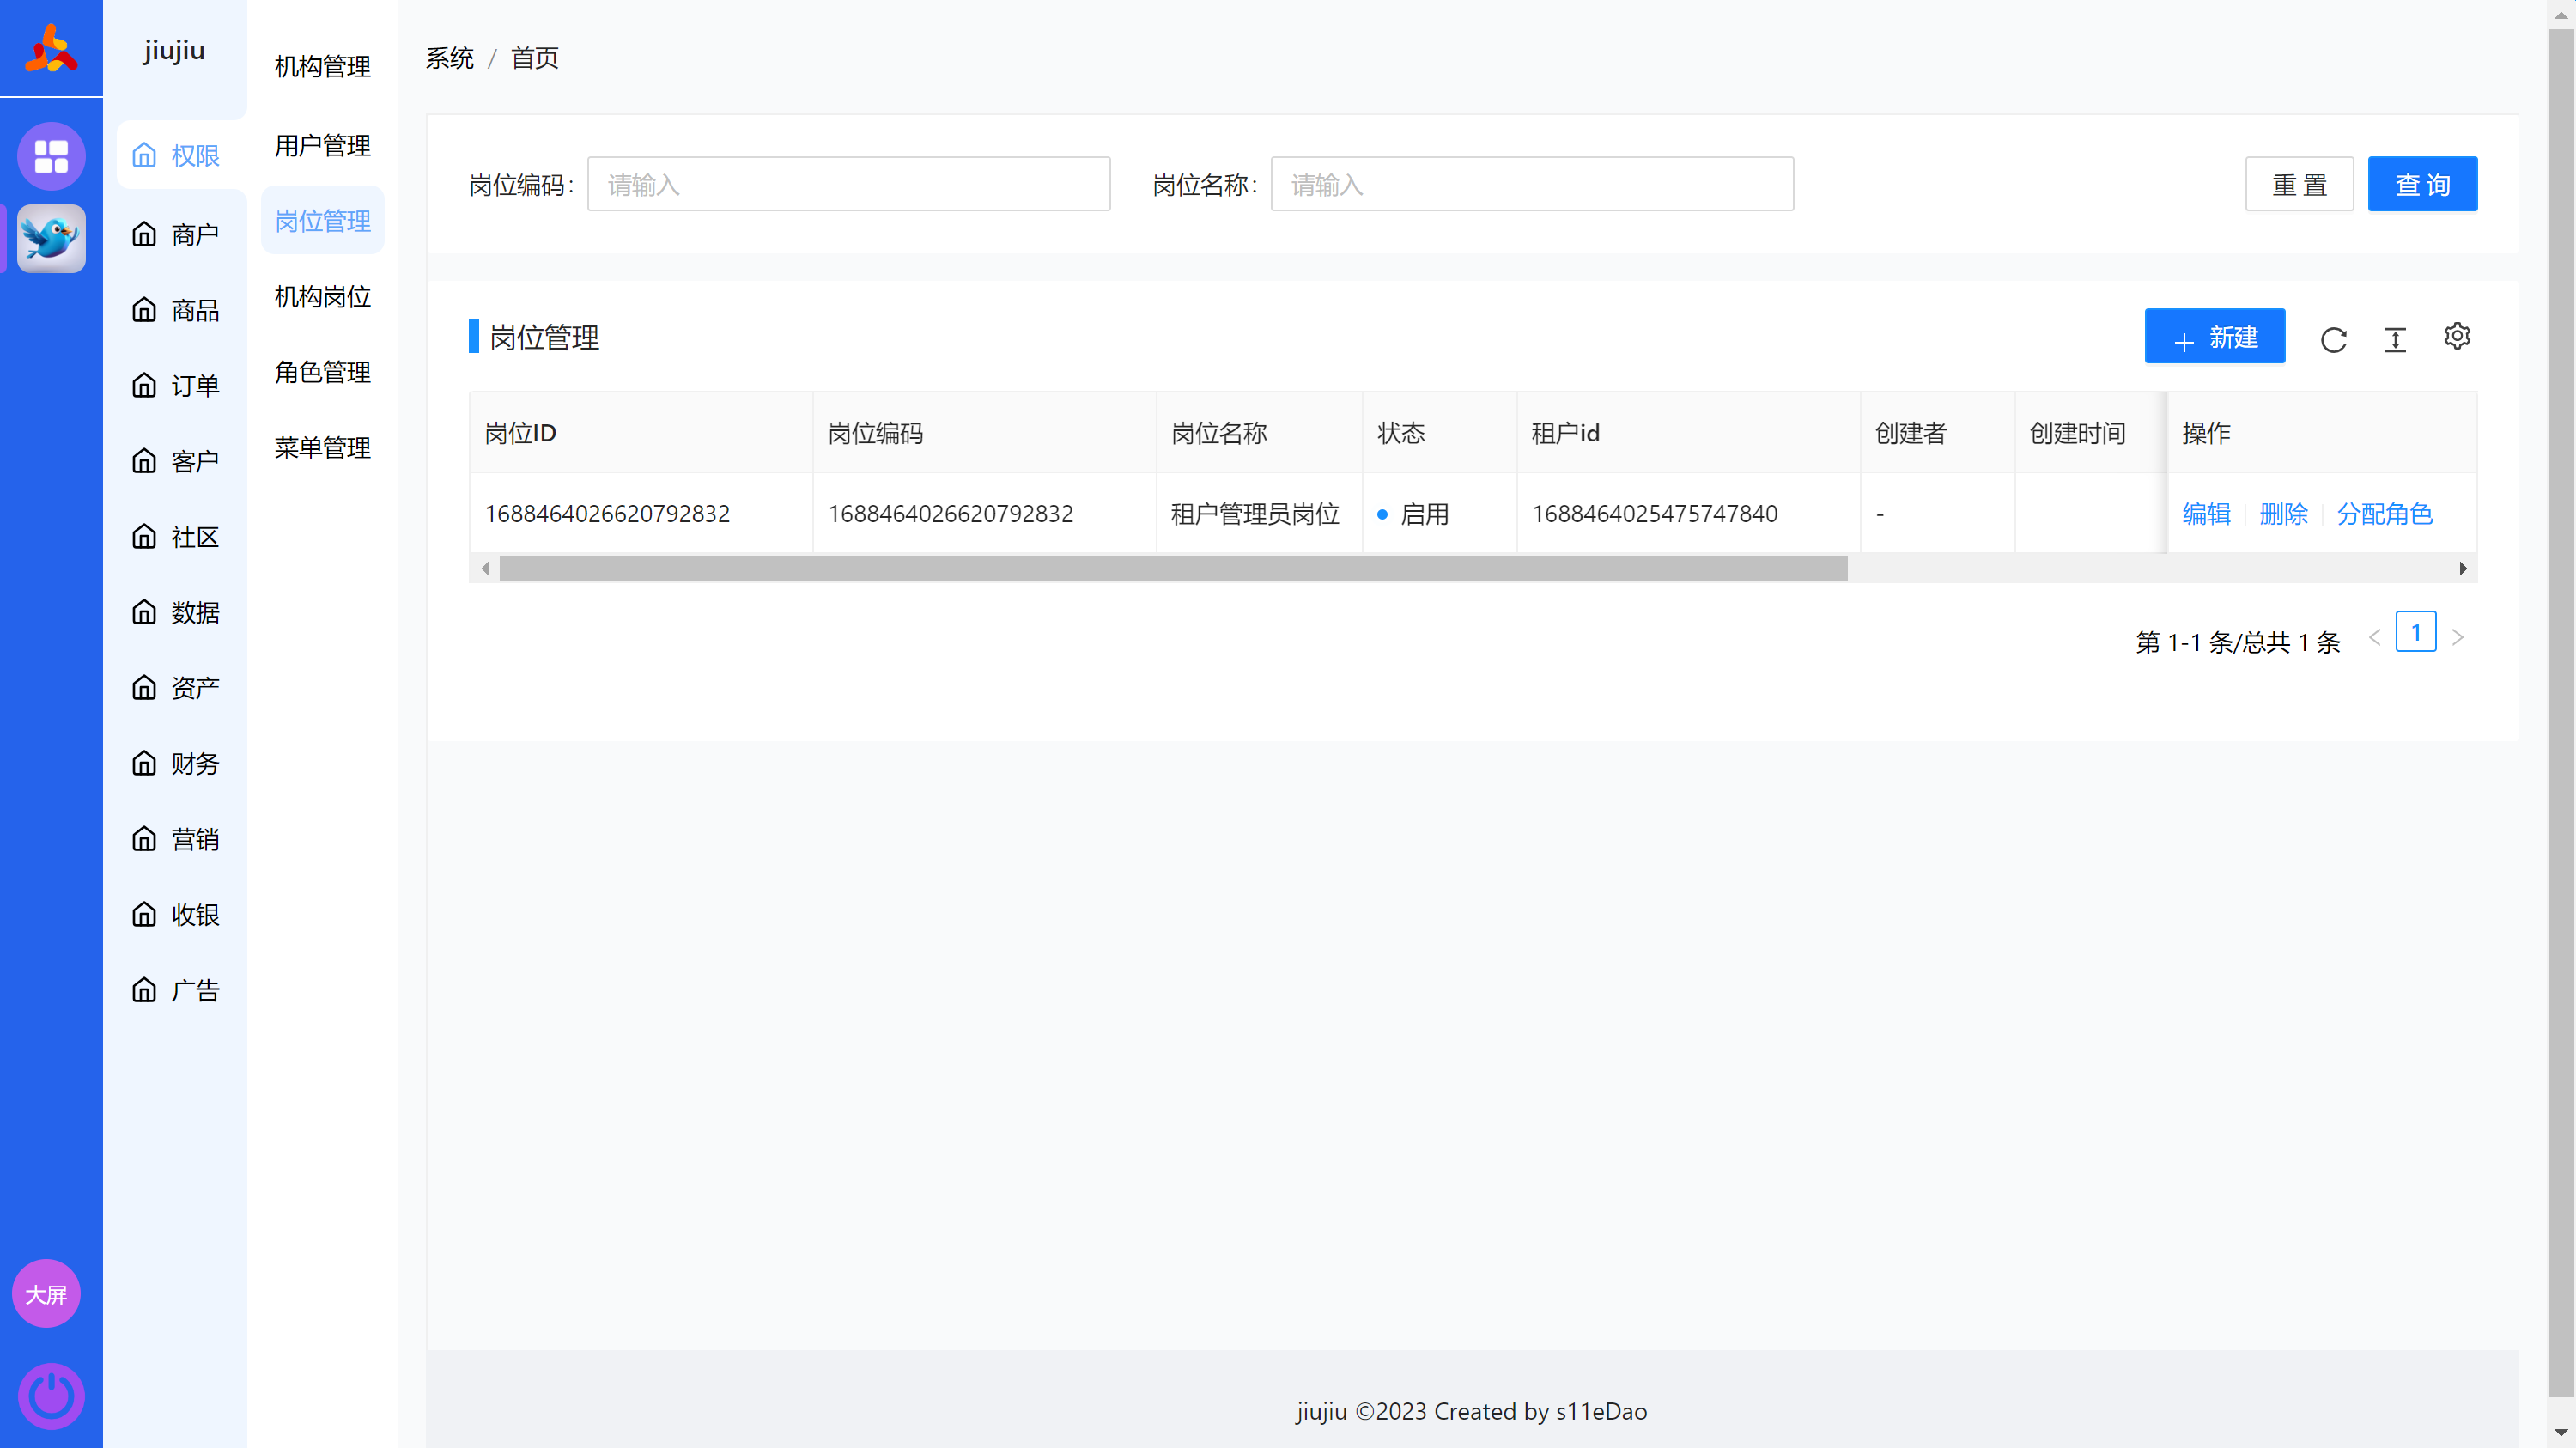 jiujiu
权限
商户
商品
订单
客户
社区
数据
资产
财务
营销
收银
广告
大屏
机构管理
用户管理
岗位管理
机构岗位
角色管理
菜单管理
系统 / 首页
岗位编码: 请输入 岗位名称: 请输入 重 置 查 询
岗位管理 新建
岗位ID 岗位编码 岗位名称 状态 租户id 创建者 创建时间 操作
1688464026620792832 1688464026620792832 租户管理员岗位 启用 1688464025475747840 - 编辑 删除 分配角色
第 1-1 条/总共 1 条 < 1 >
jiujiu ©2023 Created by s11eDao